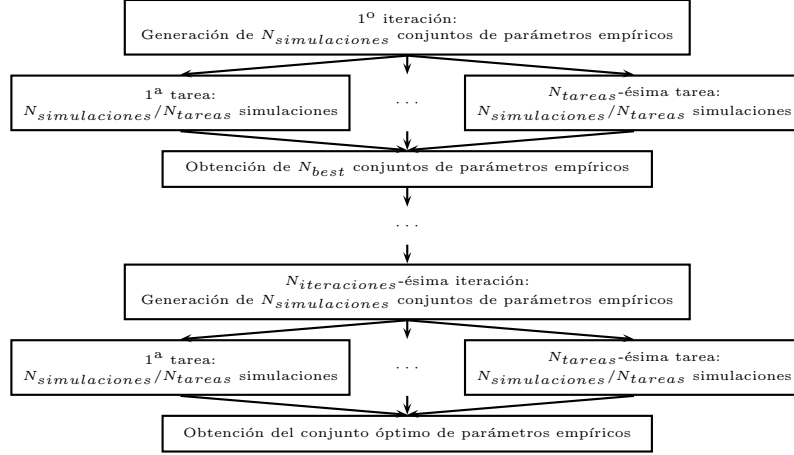 1º iteración:
Generación de N_simulaciones conjuntos de parámetros empíricos
1ª tarea:
N_simulaciones/N_tareas simulaciones
...
N_tareas-ésima tarea:
N_simulaciones/N_tareas simulaciones
Obtención de N_best conjuntos de parámetros empíricos
...
N_iteraciones-ésima iteración:
Generación de N_simulaciones conjuntos de parámetros empíricos
1ª tarea:
N_simulaciones/N_tareas simulaciones
...
N_tareas-ésima tarea:
N_simulaciones/N_tareas simulaciones
Obtención del conjunto óptimo de parámetros empíricos